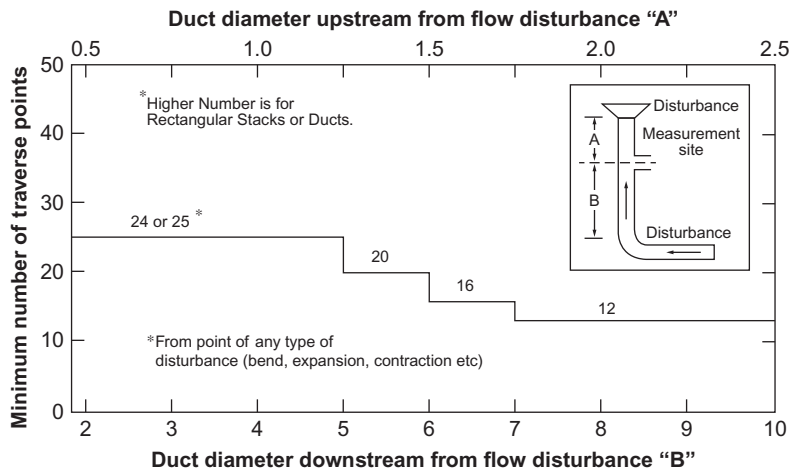 Duct diameter upstream from flow disturbance “A”
0.5 1.0 1.5 2.0 2.5
Minimum number of traverse points
50
40
30
20
10
0
*Higher Number is for
Rectangular Stacks or Ducts.
24 or 25 *
20
16
12
*From point of any type of
disturbance (bend, expansion, contraction etc)
Disturbance
A
Measurement
site
B
Disturbance
2 3 4 5 6 7 8 9 10
Duct diameter downstream from flow disturbance “B”